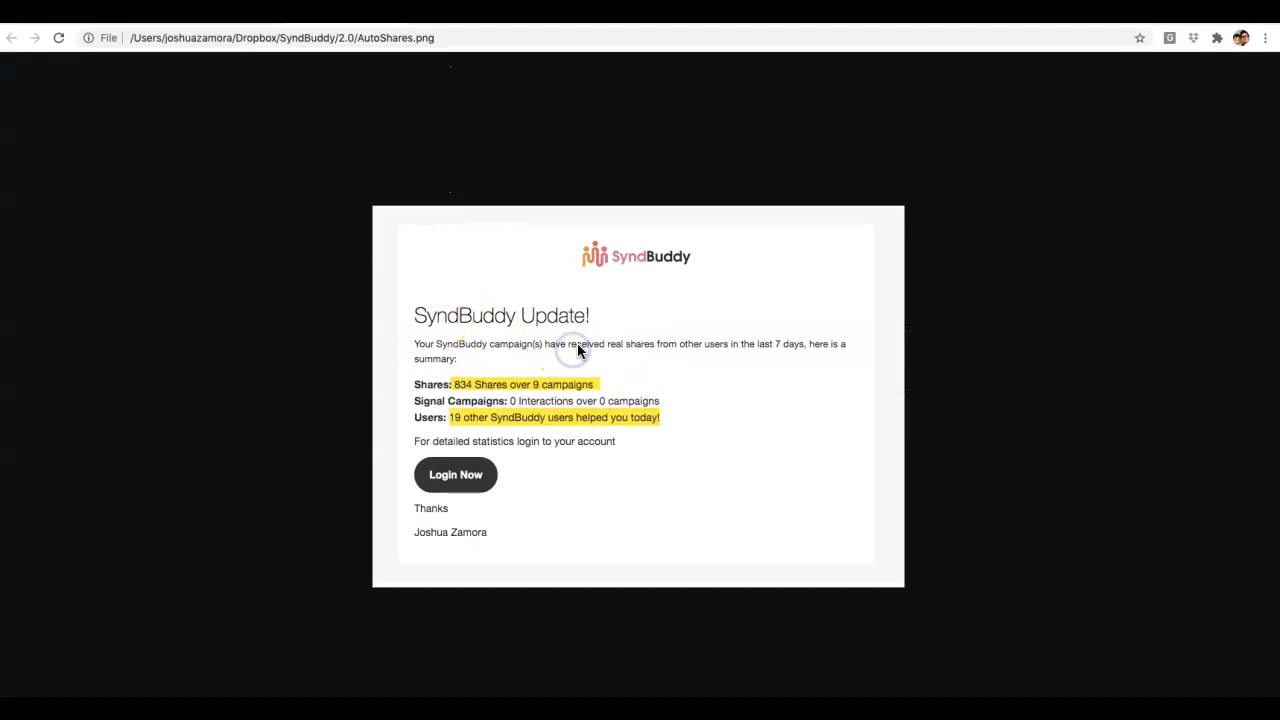 File /Users/joshuazamora/Dropbox/SyndBuddy/2.0/AutoShares.png
SyndBuddy
SyndBuddy Update!
Your SyndBuddy campaign(s) have received real shares from other users in the last 7 days, here is a
summary:
Shares: 834 Shares over 9 campaigns
Signal Campaigns: 0 Interactions over 0 campaigns
Users: 19 other SyndBuddy users helped you today!
For detailed statistics login to your account
Login Now
Thanks
Joshua Zamora